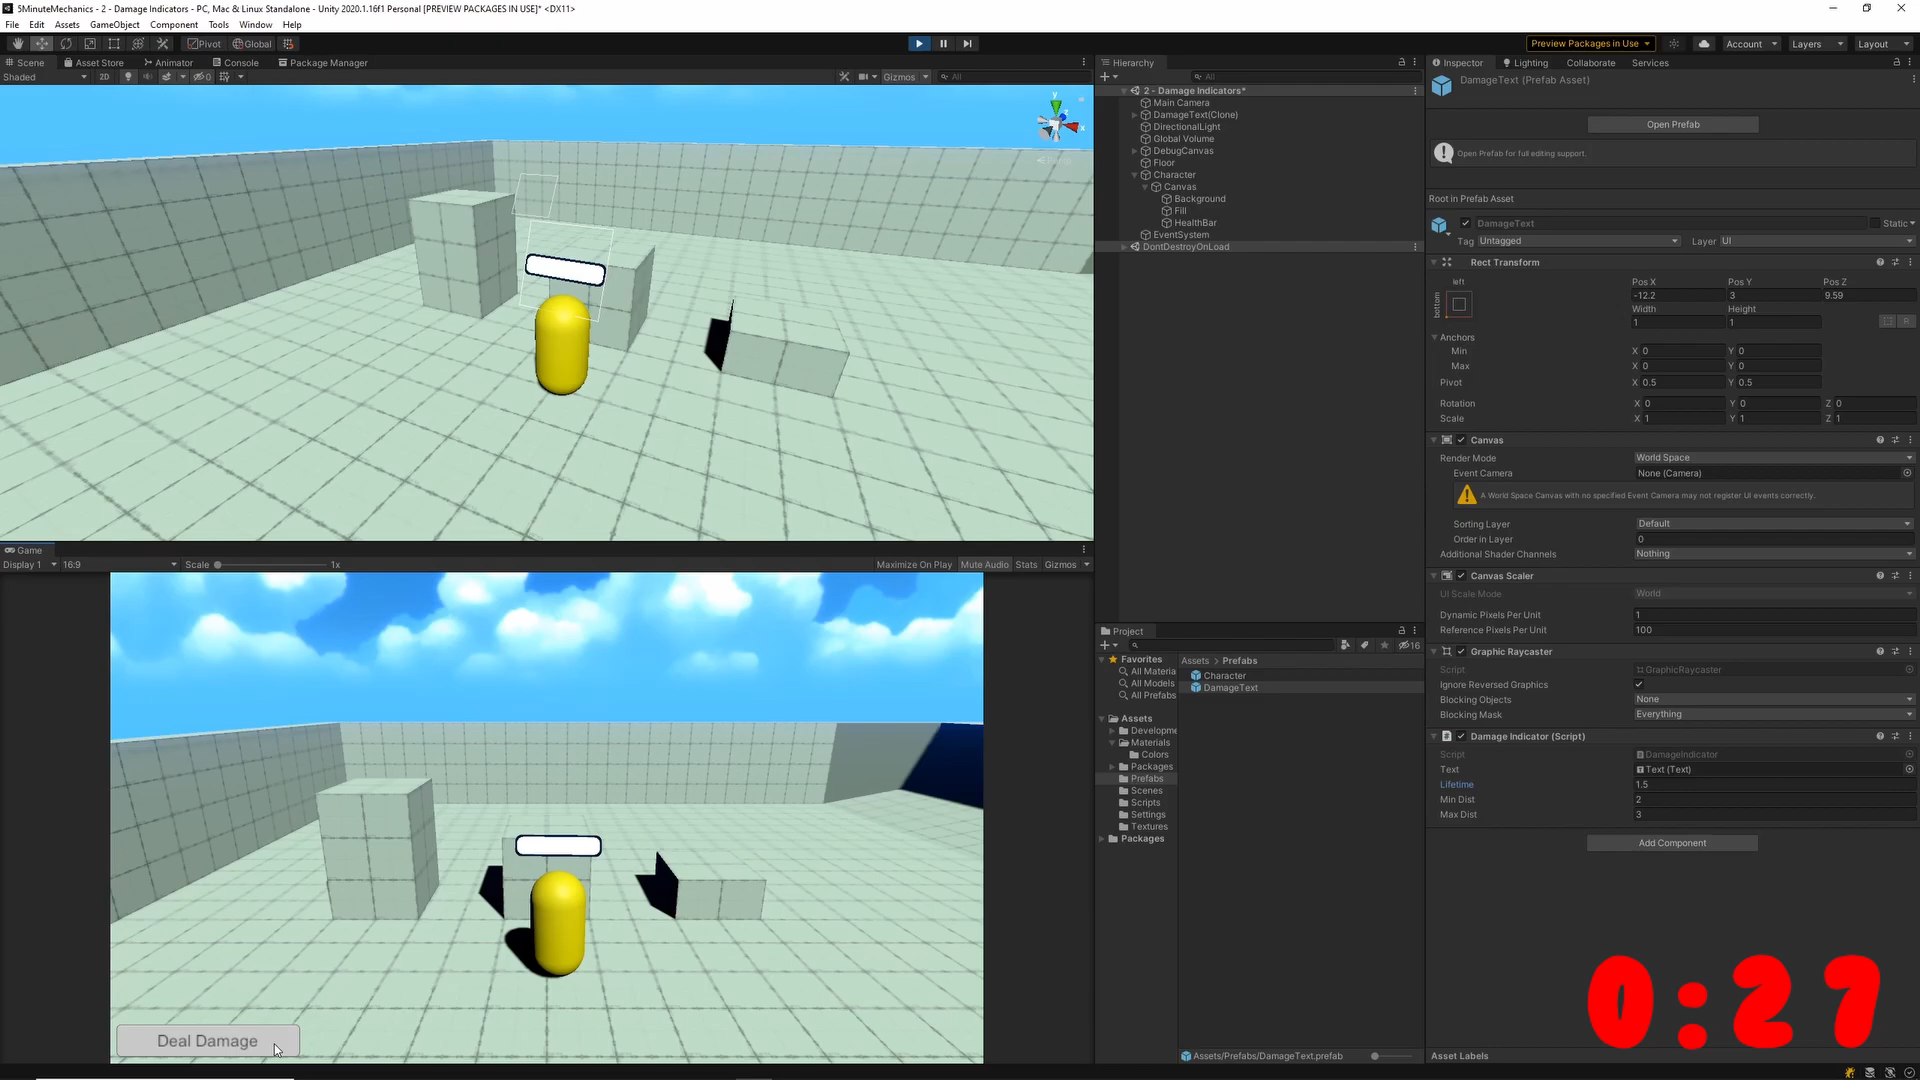 5MinuteMechanics - 2 - Damage Indicators - PC, Mac & Linux Standalone - Unity 2020.1.16f1 Personal [PREVIEW PACKAGES IN USE]* <DX11>
File Edit Assets GameObject Component Tools Window Help
Pivot Global Preview Packages in Use Account Layers Layout
Scene Asset Store Animator Console Package Manager
Shaded 2D 0 Gizmos All
y
x
z
Persp
Game
Display 1 16:9 Scale 1x Maximize On Play Mute Audio Stats Gizmos
Deal Damage
Hierarchy
All
2 - Damage Indicators*
Main Camera
DamageText(Clone)
DirectionalLight
Global Volume
DebugCanvas
Floor
Character
Canvas
Background
Fill
HealthBar
EventSystem
DontDestroyOnLoad
Project
16
Favorites
All Materia
All Models
All Prefabs
Assets
Developme
Materials
Colors
Packages
Prefabs
Scenes
Scripts
Settings
Textures
Packages
Assets > Prefabs
Character
DamageText
Assets/Prefabs/DamageText.prefab
Inspector Lighting Collaborate Services
DamageText (Prefab Asset)
Open Prefab
Open Prefab for full editing support.
Root in Prefab Asset
DamageText Static
Tag Untagged Layer UI
Rect Transform
left Pos X Pos Y Pos Z
bottom -12.2 3 9.59
Width Height
1 1
R
Anchors
Min X 0 Y 0
Max X 0 Y 0
Pivot X 0.5 Y 0.5
Rotation X 0 Y 0 Z 0
Scale X 1 Y 1 Z 1
Canvas
Render Mode World Space
Event Camera None (Camera)
A World Space Canvas with no specified Event Camera may not register UI events correctly.
Sorting Layer Default
Order in Layer 0
Additional Shader Channels Nothing
Canvas Scaler
UI Scale Mode World
Dynamic Pixels Per Unit 1
Reference Pixels Per Unit 100
Graphic Raycaster
Script GraphicRaycaster
Ignore Reversed Graphics
Blocking Objects None
Blocking Mask Everything
Damage Indicator (Script)
Script DamageIndicator
Text Text (Text)
Lifetime 1.5
Min Dist 2
Max Dist 3
Add Component
0:27
Asset Labels